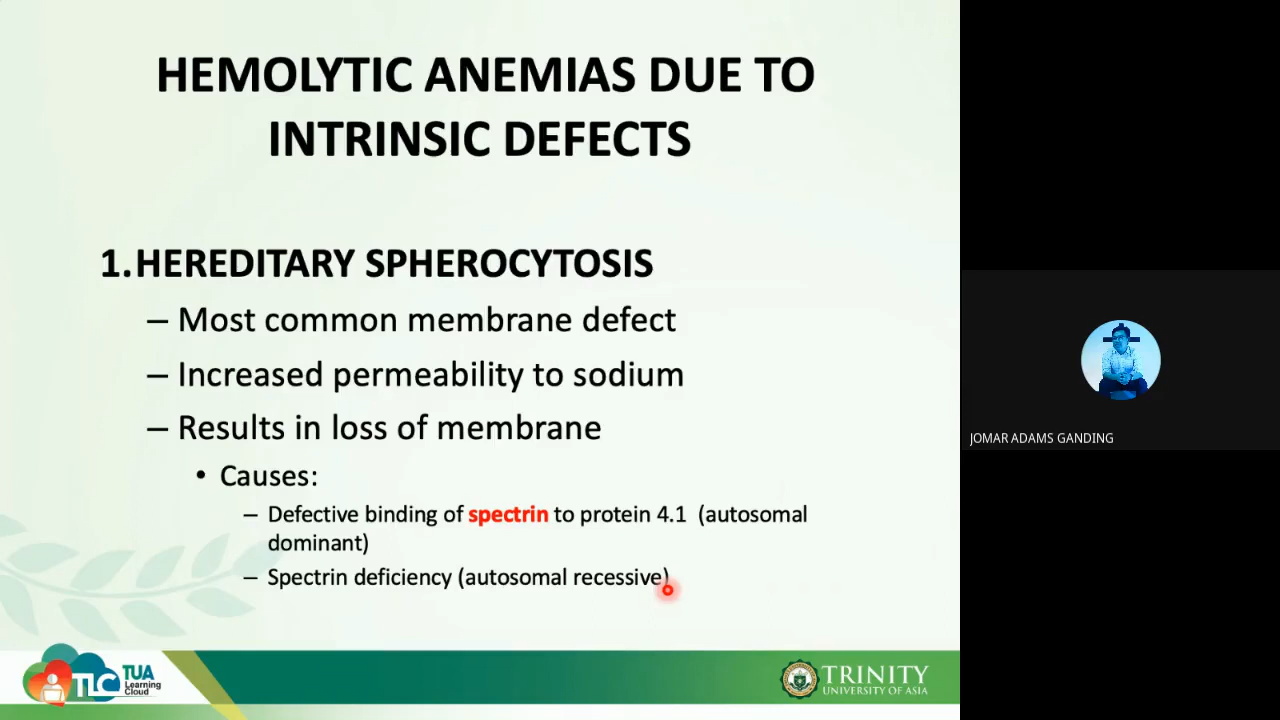 HEMOLYTIC ANEMIAS DUE TO
INTRINSIC DEFECTS
1. HEREDITARY SPHEROCYTOSIS
– Most common membrane defect
– Increased permeability to sodium
– Results in loss of membrane
• Causes:
– Defective binding of spectrin to protein 4.1 (autosomal
dominant)
– Spectrin deficiency (autosomal recessive)
JOMAR ADAMS GANDING
TLC
TUA
Learning
Cloud
TRINITY
UNIVERSITY OF ASIA